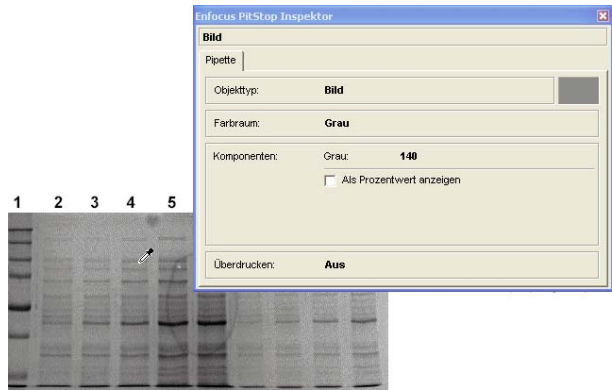 Enfocus PitStop Inspektor
Bild
Pipette
Objekttyp: Bild
Farbraum: Grau
Komponenten: Grau: 140
Als Prozentwert anzeigen
Überdrucken: Aus
1 2 3 4 5